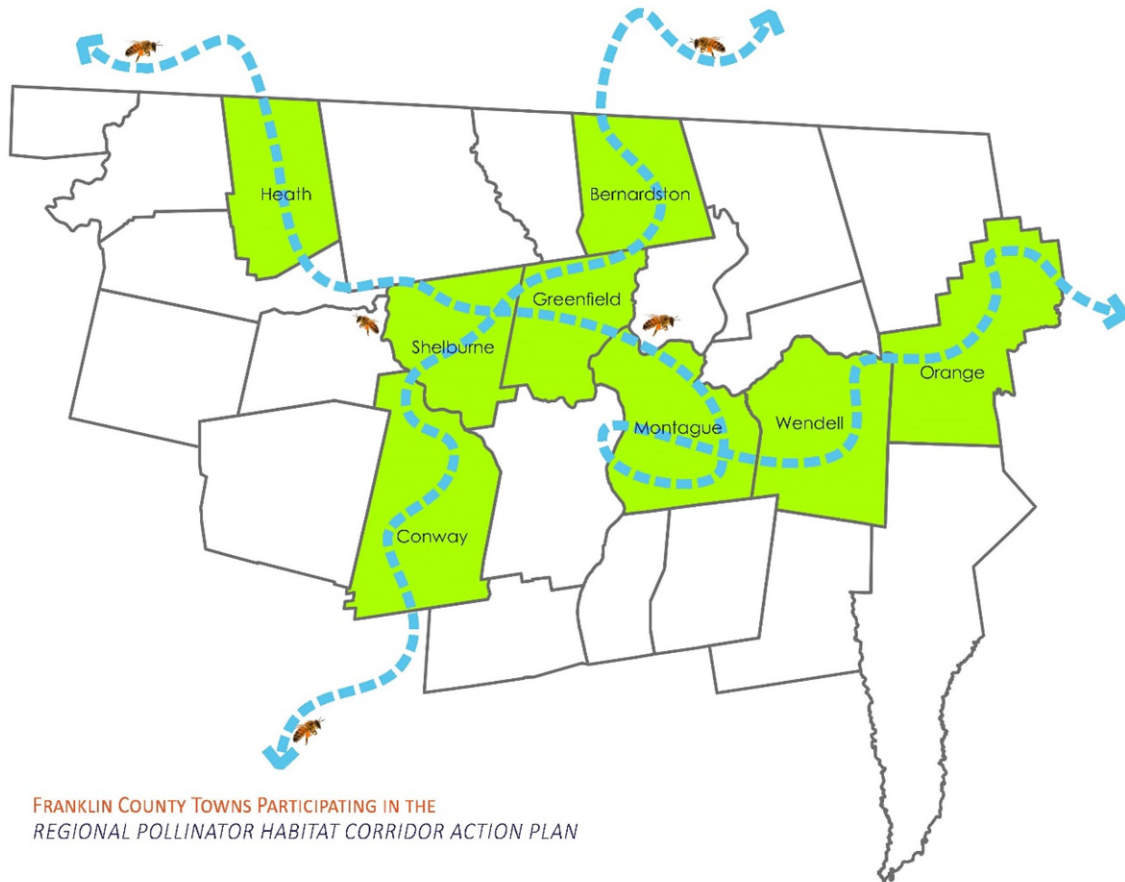 Heath
Bernardston
Greenfield
Shelburne
Orange
Montague
Wendell
Conway
FRANKLIN COUNTY TOWNS PARTICIPATING IN THE
REGIONAL POLLINATOR HABITAT CORRIDOR ACTION PLAN